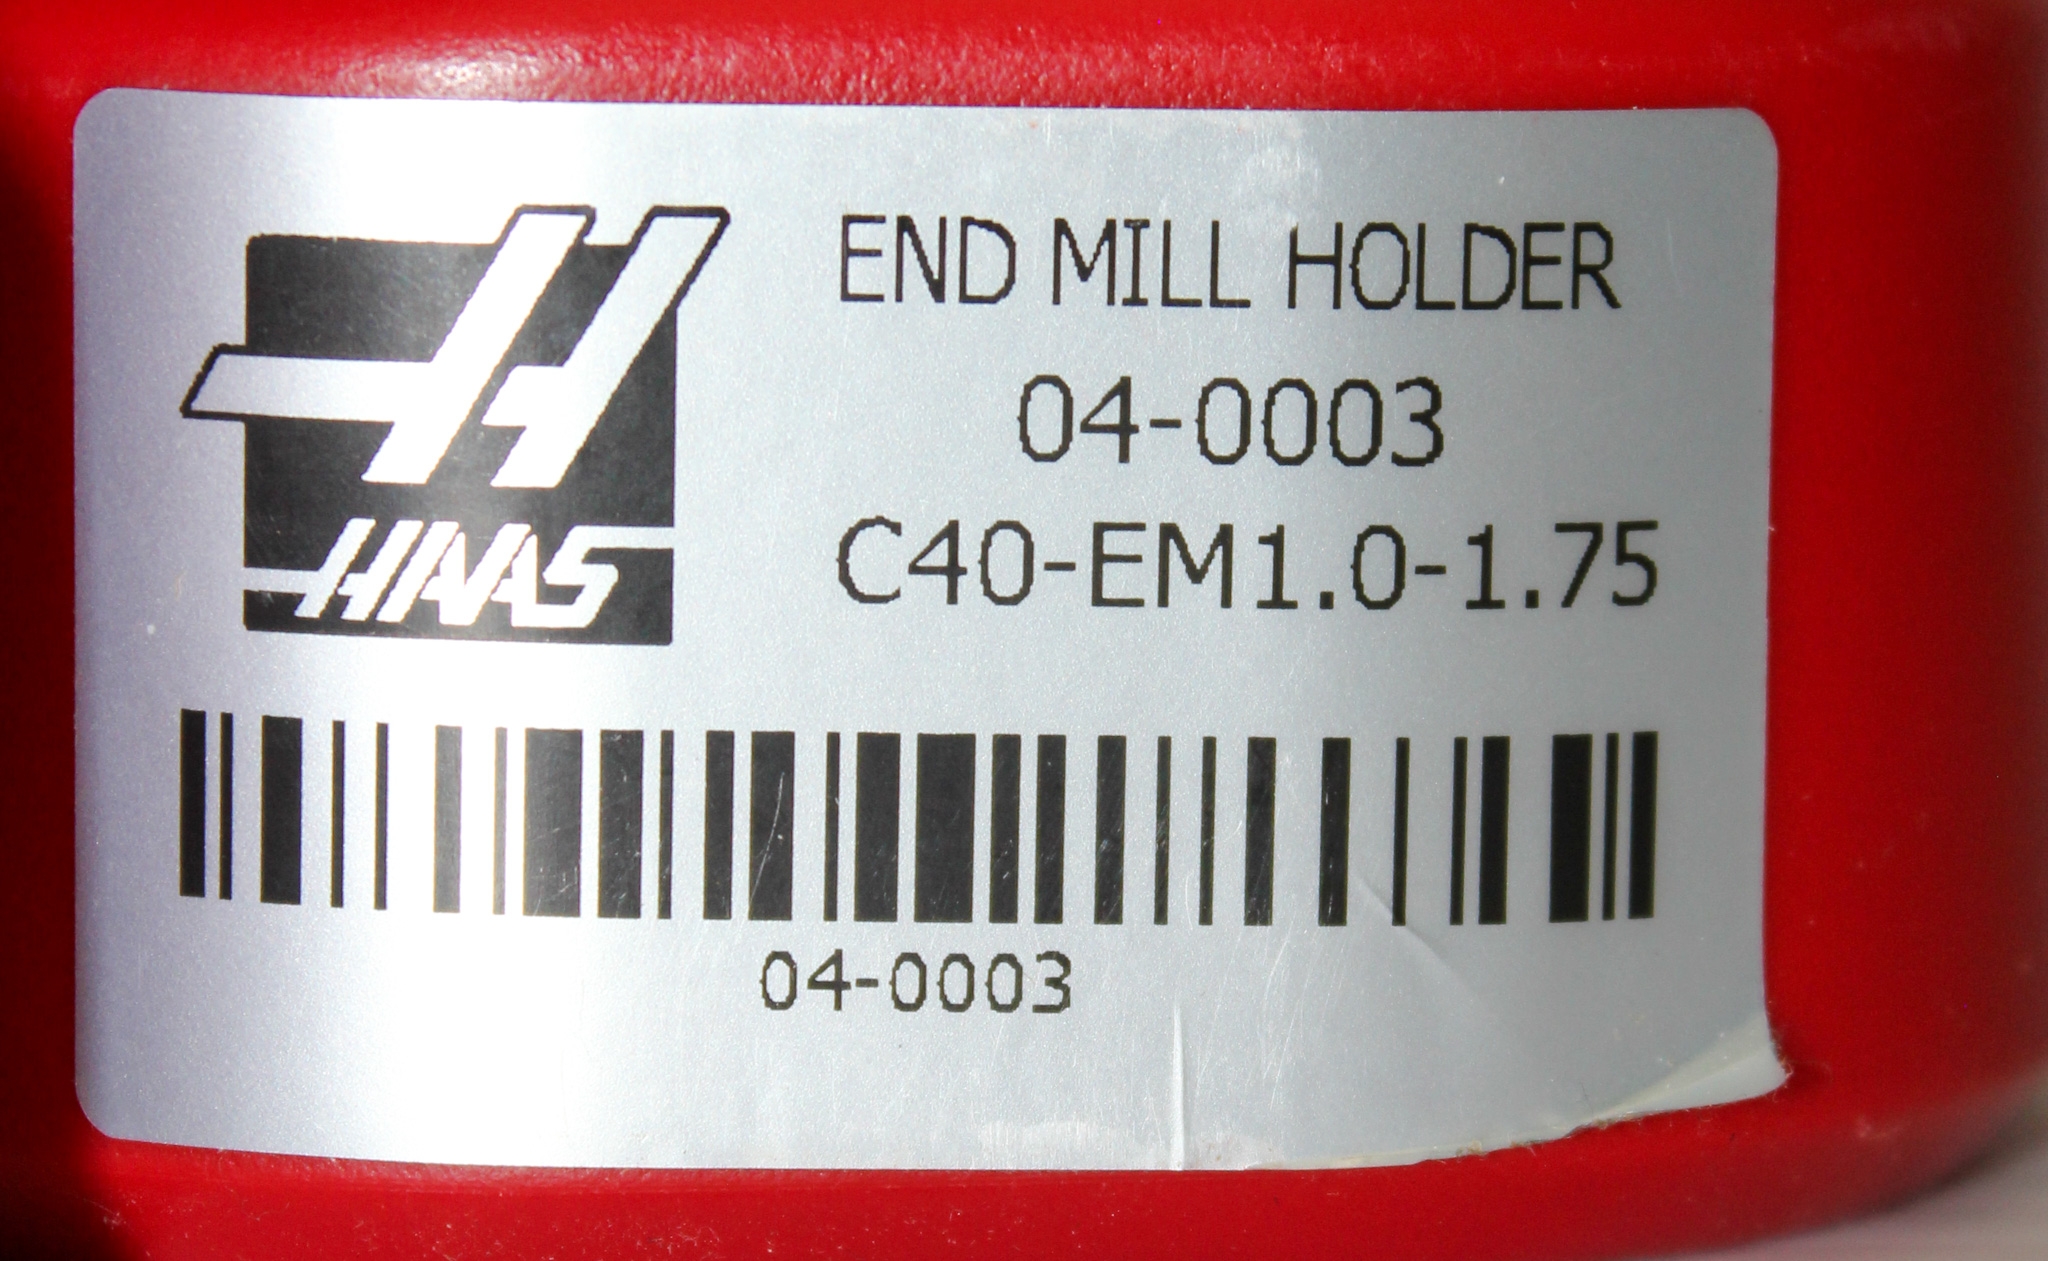 HAAS
END MILL HOLDER
04-0003
C40-EM1.0-1.75
04-0003